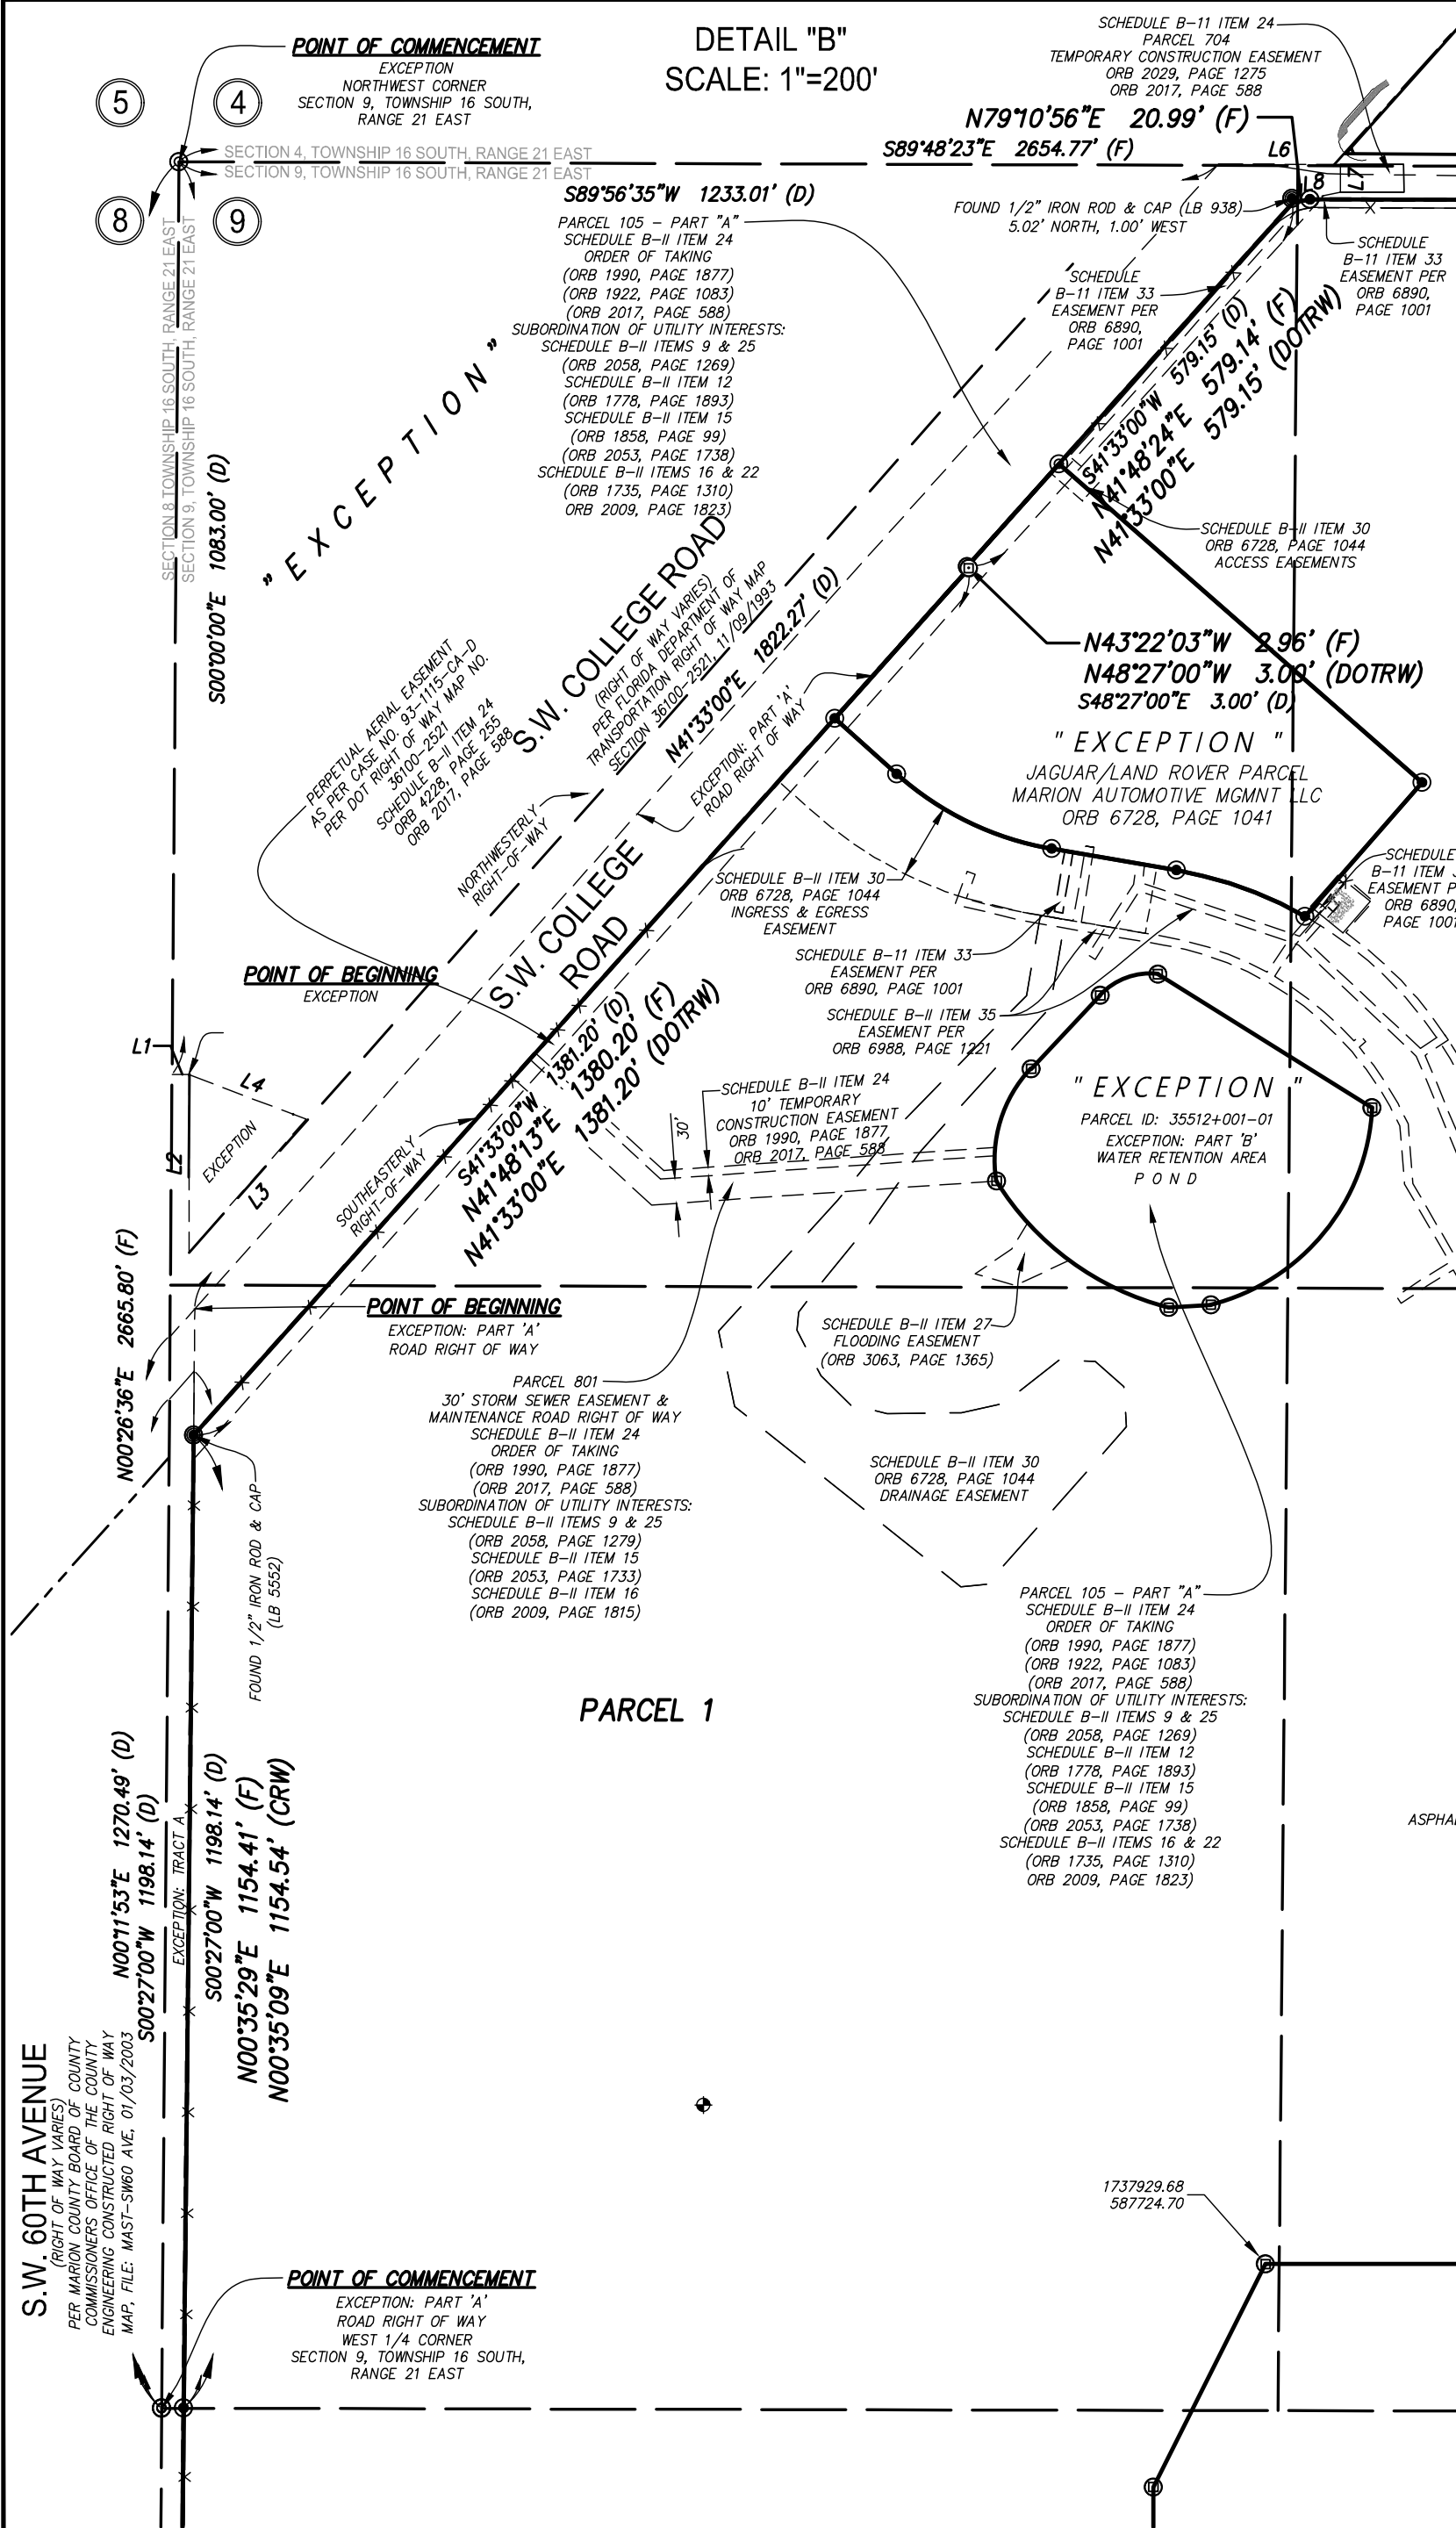 DETAIL "B"
SCALE: 1"=200'
POINT OF COMMENCEMENT
EXCEPTION
NORTHWEST CORNER
SECTION 9, TOWNSHIP 16 SOUTH,
RANGE 21 EAST
5
4
8
9
SECTION 4, TOWNSHIP 16 SOUTH, RANGE 21 EAST
SECTION 9, TOWNSHIP 16 SOUTH, RANGE 21 EAST
SECTION 8 TOWNSHIP 16 SOUTH, RANGE 21 EAST
SECTION 9, TOWNSHIP 16 SOUTH, RANGE 21 EAST
SCHEDULE B-11 ITEM 24
PARCEL 704
TEMPORARY CONSTRUCTION EASEMENT
ORB 2029, PAGE 1275
ORB 2017, PAGE 588
N79°10'56"E 20.99' (F)
S89°48'23"E 2654.77' (F)
L6
L7
L8
S89°56'35"W 1233.01' (D)
PARCEL 105 - PART "A"
SCHEDULE B-II ITEM 24
ORDER OF TAKING
(ORB 1990, PAGE 1877)
(ORB 1922, PAGE 1083)
(ORB 2017, PAGE 588)
SUBORDINATION OF UTILITY INTERESTS:
SCHEDULE B-II ITEMS 9 & 25
(ORB 2058, PAGE 1269)
SCHEDULE B-II ITEM 12
(ORB 1778, PAGE 1893)
SCHEDULE B-II ITEM 15
(ORB 1858, PAGE 99)
(ORB 2053, PAGE 1738)
SCHEDULE B-II ITEMS 16 & 22
(ORB 1735, PAGE 1310)
ORB 2009, PAGE 1823)
FOUND 1/2" IRON ROD & CAP (LB 938)
5.02' NORTH, 1.00' WEST
SCHEDULE
B-11 ITEM 33
EASEMENT PER
ORB 6890,
PAGE 1001
SCHEDULE
B-11 ITEM 33
EASEMENT PER
ORB 6890,
PAGE 1001
S41°33'00"W 579.15' (D)
N41°48'24"E 579.14' (F)
N41°33'00"E 579.15' (DOTRW)
SCHEDULE B-II ITEM 30
ORB 6728, PAGE 1044
ACCESS EASEMENTS
" EXCEPTION "
S00°00'00"E 1083.00' (D)
N43°22'03"W 2.96' (F)
N48°27'00"W 3.00' (DOTRW)
S48°27'00"E 3.00' (D)
" EXCEPTION "
JAGUAR/LAND ROVER PARCEL
MARION AUTOMOTIVE MGMNT LLC
ORB 6728, PAGE 1041
S.W. COLLEGE ROAD
(RIGHT OF WAY VARIES)
PER FLORIDA DEPARTMENT OF
TRANSPORTATION RIGHT OF WAY MAP
SECTION 36100-2521, 11/09/1993
N41°33'00"E 1822.27' (D)
PERPETUAL AERIAL EASEMENT
AS PER CASE NO. 93-1115-CA-D
PER DOT RIGHT OF WAY MAP NO.
36100-2521
SCHEDULE B-II ITEM 24
ORB 4228, PAGE 255
ORB 2017, PAGE 588
EXCEPTION: PART 'A'
ROAD RIGHT OF WAY
NORTHWESTERLY
RIGHT-OF-WAY
SCHEDULE B-II ITEM 30
ORB 6728, PAGE 1044
INGRESS & EGRESS
EASEMENT
SCHEDULE
B-11 ITEM
EASEMENT
ORB 6890,
PAGE 1001
SCHEDULE B-11 ITEM 33
EASEMENT PER
ORB 6890, PAGE 1001
SCHEDULE B-II ITEM 35
EASEMENT PER
ORB 6988, PAGE 1221
S.W. COLLEGE
ROAD
POINT OF BEGINNING
EXCEPTION
L1
L2
L4
L3
EXCEPTION
S41°33'00"W 1381.20' (D)
N41°48'13"E 1380.20' (F)
N41°33'00"E 1381.20' (DOTRW)
SOUTHEASTERLY
RIGHT-OF-WAY
30'
SCHEDULE B-II ITEM 24
10' TEMPORARY
CONSTRUCTION EASEMENT
ORB 1990, PAGE 1877
ORB 2017, PAGE 588
" EXCEPTION "
PARCEL ID: 35512+001-01
EXCEPTION: PART 'B'
WATER RETENTION AREA
POND
N00°26'36"E 2665.80' (F)
POINT OF BEGINNING
EXCEPTION: PART 'A'
ROAD RIGHT OF WAY
SCHEDULE B-II ITEM 27
FLOODING EASEMENT
(ORB 3063, PAGE 1365)
PARCEL 801
30' STORM SEWER EASEMENT &
MAINTENANCE ROAD RIGHT OF WAY
SCHEDULE B-II ITEM 24
ORDER OF TAKING
(ORB 1990, PAGE 1877)
(ORB 2017, PAGE 588)
SUBORDINATION OF UTILITY INTERESTS:
SCHEDULE B-II ITEMS 9 & 25
(ORB 2058, PAGE 1279)
SCHEDULE B-II ITEM 15
(ORB 2053, PAGE 1733)
SCHEDULE B-II ITEM 16
(ORB 2009, PAGE 1815)
SCHEDULE B-II ITEM 30
ORB 6728, PAGE 1044
DRAINAGE EASEMENT
FOUND 1/2" IRON ROD & CAP
(LB 5552)
PARCEL 105 - PART "A"
SCHEDULE B-II ITEM 24
ORDER OF TAKING
(ORB 1990, PAGE 1877)
(ORB 1922, PAGE 1083)
(ORB 2017, PAGE 588)
SUBORDINATION OF UTILITY INTERESTS:
SCHEDULE B-II ITEMS 9 & 25
(ORB 2058, PAGE 1269)
SCHEDULE B-II ITEM 12
(ORB 1778, PAGE 1893)
SCHEDULE B-II ITEM 15
(ORB 1858, PAGE 99)
(ORB 2053, PAGE 1738)
SCHEDULE B-II ITEMS 16 & 22
(ORB 1735, PAGE 1310)
ORB 2009, PAGE 1823)
PARCEL 1
N00°11'53"E 1270.49' (D)
S00°27'00"W 1198.14' (D)
EXCEPTION: TRACT A
S00°27'00"W 1198.14' (D)
N00°35'29"E 1154.41' (F)
N00°35'09"E 1154.54' (CRW)
S.W. 60TH AVENUE
(RIGHT OF WAY VARIES)
PER MARION COUNTY BOARD OF COUNTY
COMMISSIONERS OFFICE OF THE COUNTY
ENGINEERING CONSTRUCTED RIGHT OF WAY
MAP, FILE: MAST-SW60 AVE, 01/03/2003
1737929.68
587724.70
POINT OF COMMENCEMENT
EXCEPTION: PART 'A'
ROAD RIGHT OF WAY
WEST 1/4 CORNER
SECTION 9, TOWNSHIP 16 SOUTH,
RANGE 21 EAST